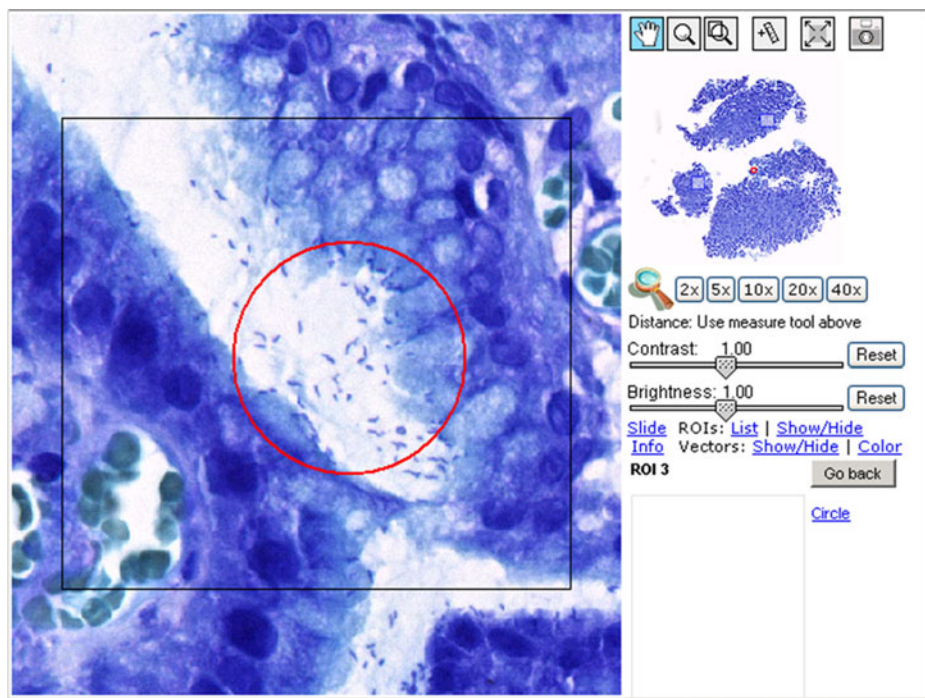 2x 5x 10x 20x 40x
Distance: Use measure tool above
Contrast: 1.00 Reset
Brightness: 1.00 Reset
Slide ROIs: List | Show/Hide
Info Vectors: Show/Hide | Color
ROI 3 Go back
Circle